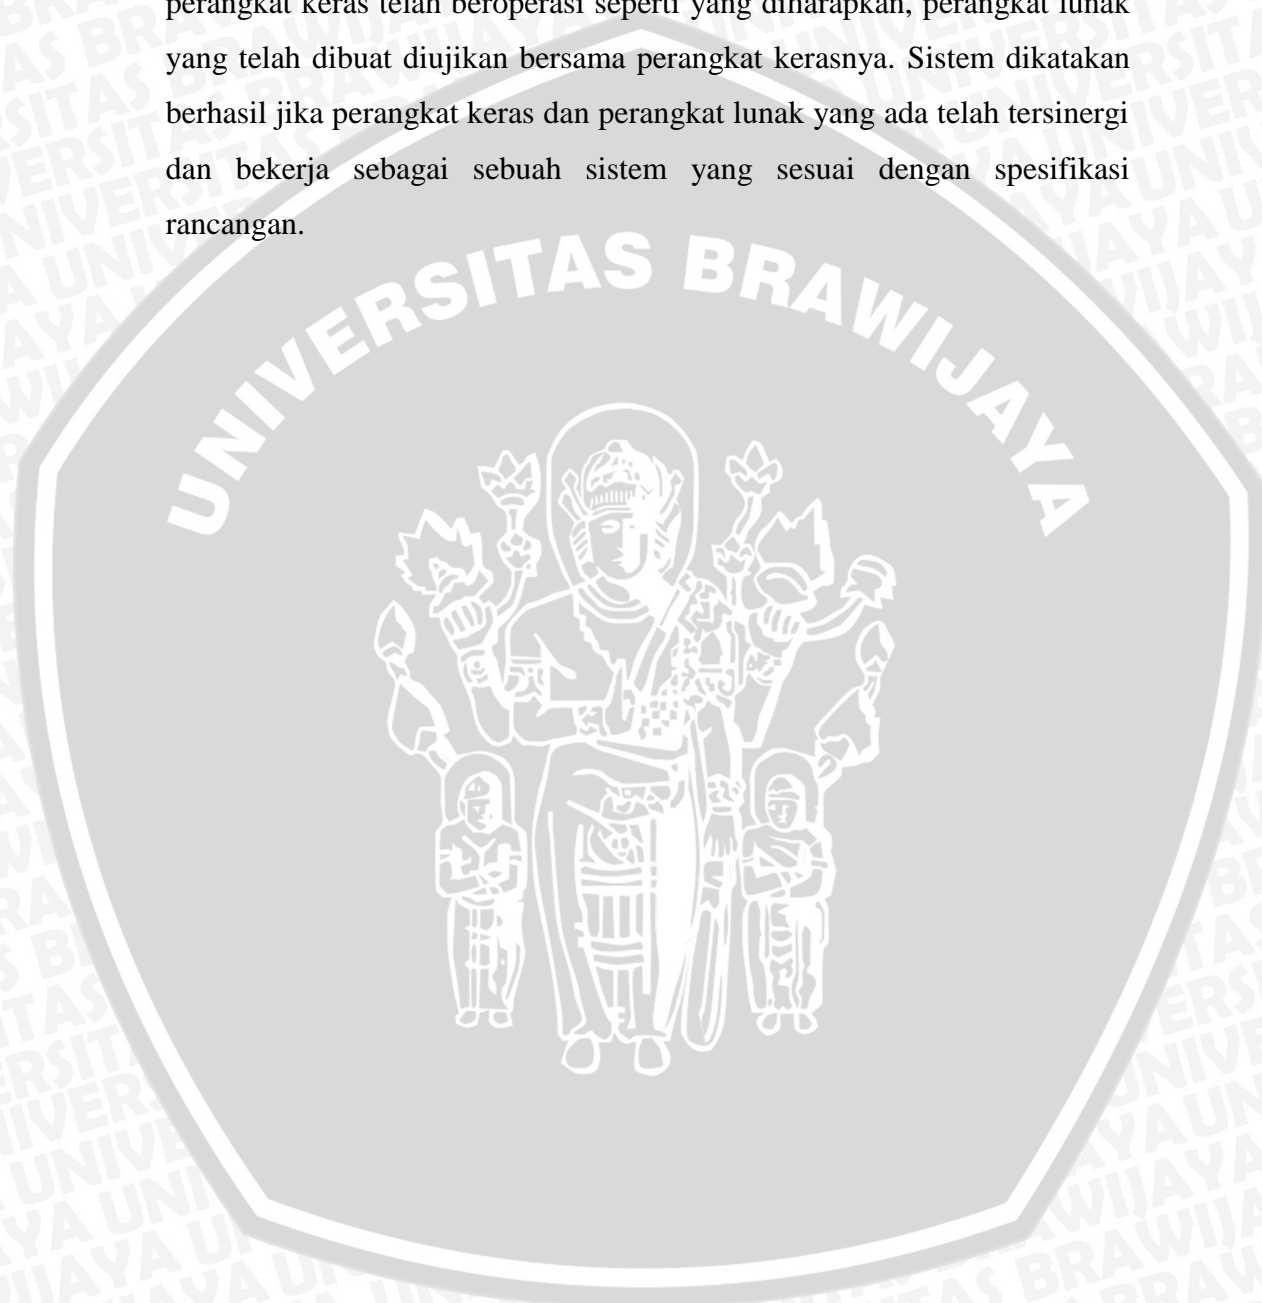 perangkat keras telah beroperasi seperti yang diharapkan, perangkat lunak
yang telah dibuat diujikan bersama perangkat kerasnya. Sistem dikatakan
berhasil jika perangkat keras dan perangkat lunak yang ada telah tersinergi
dan bekerja sebagai sebuah sistem yang sesuai dengan spesifikasi
rancangan.
UNIVERSITAS BRAWIJAYA